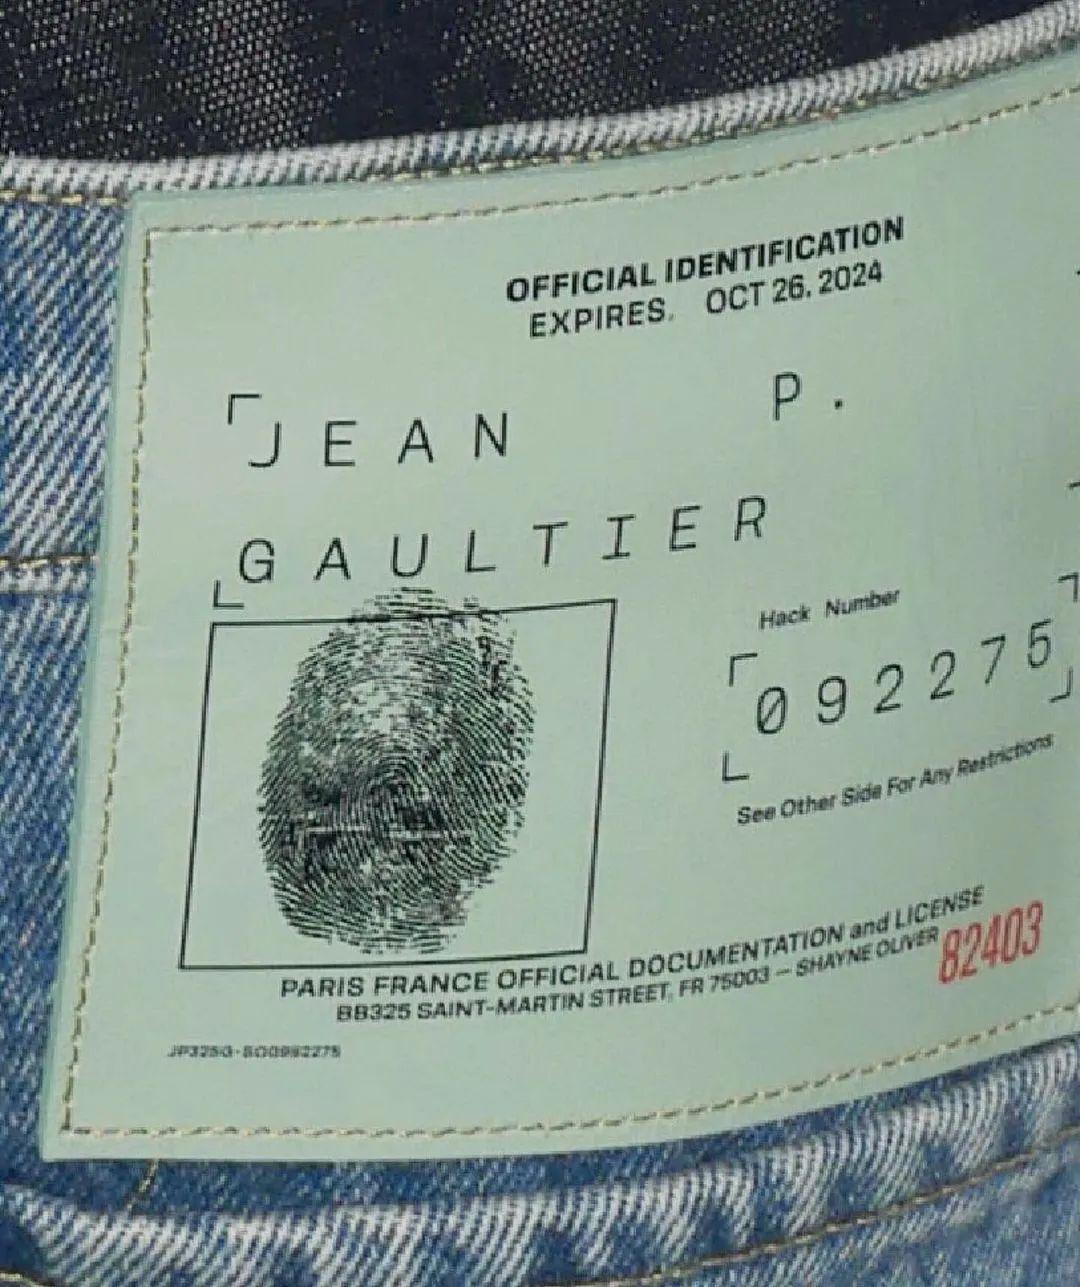 OFFICIAL IDENTIFICATION
EXPIRES. OCT 26, 2024
JEAN P.
GAULTIER
Hack Number
092275
See Other Side For Any Restrictions
PARIS FRANCE OFFICIAL DOCUMENTATION and LICENSE
BB325 SAINT-MARTIN STREET, FR 75003 — SHAYNE OLIVER
82403